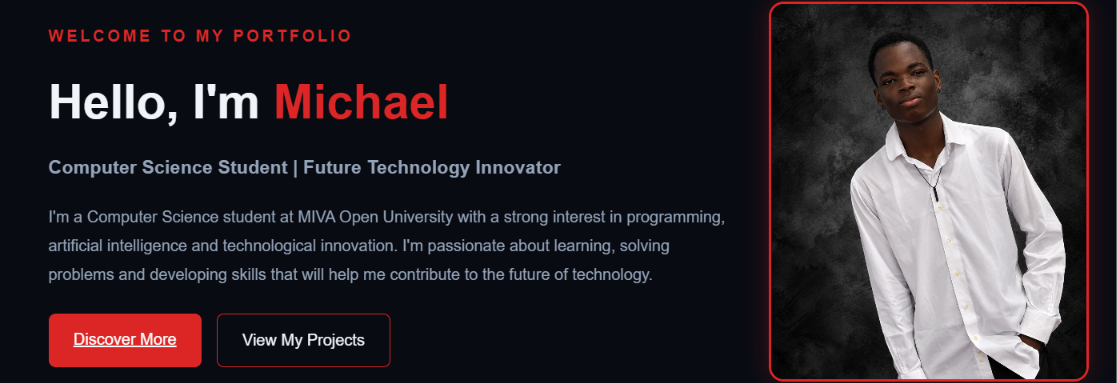 WELCOME TO MY PORTFOLIO
Hello, I'm Michael
Computer Science Student | Future Technology Innovator
I'm a Computer Science student at MIVA Open University with a strong interest in programming,
artificial intelligence and technological innovation. I'm passionate about learning, solving
problems and developing skills that will help me contribute to the future of technology.
Discover More
View My Projects